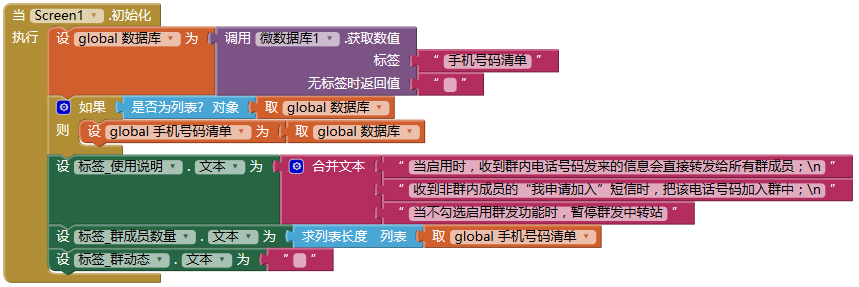 当 Screen1 .初始化
执行 设 global 数据库 为 调用 微数据库1 .获取数值
标签 “ 手机号码清单 ”
无标签时返回值 “ ”
如果 是否为列表? 对象 取 global 数据库
则 设 global 手机号码清单 为 取 global 数据库
设 标签_使用说明 . 文本 为 合并文本 “ 当启用时，收到群内电话号码发来的信息会直接转发给所有群成员；\n ”
“ 收到非群内成员的“我申请加入”短信时，把该电话号码加入群中；\n ”
“ 当不勾选启用群发功能时，暂停群发中转站 ”
设 标签_群成员数量 . 文本 为 求列表长度 列表 取 global 手机号码清单
设 标签_群动态 . 文本 为 “ ”